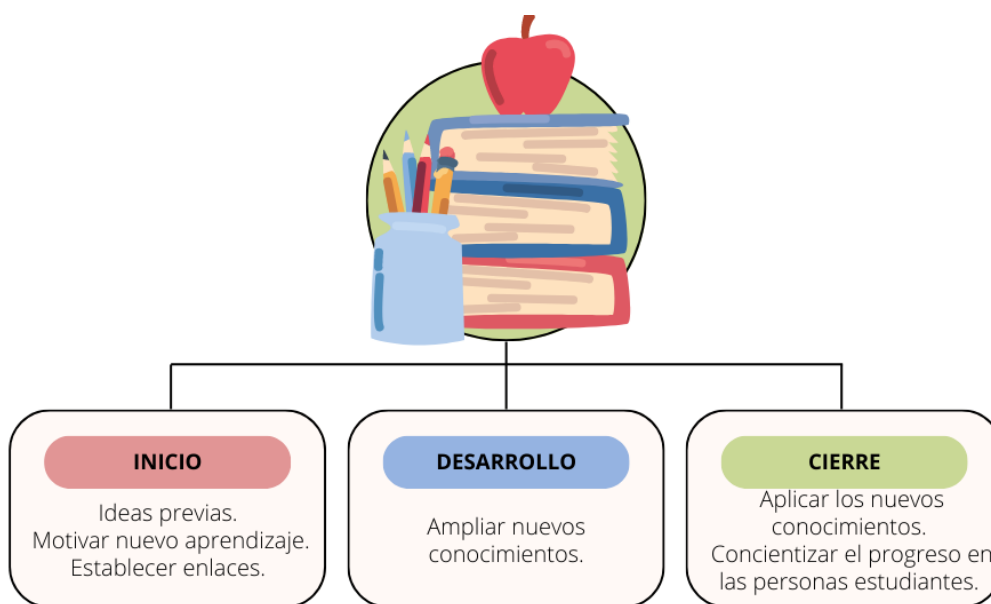 INICIO
Ideas previas.
Motivar nuevo aprendizaje.
Establecer enlaces.
DESARROLLO
Ampliar nuevos
conocimientos.
CIERRE
Aplicar los nuevos
conocimientos.
Concientizar el progreso en
las personas estudiantes.